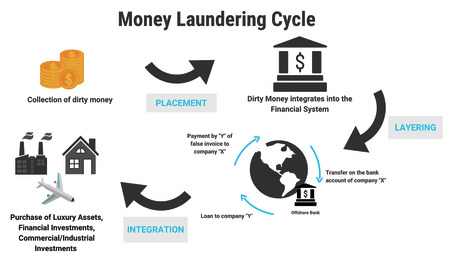 Money Laundering Cycle
Collection of dirty money
PLACEMENT
Dirty Money integrates into the
Financial System
LAYERING
Payment by "Y" of
false invoice to
company "X"
Transfer on the bank
account of company "X"
Offshore Bank
Loan to company "Y"
INTEGRATION
Purchase of Luxury Assets,
Financial Investments,
Commercial/Industrial
Investments